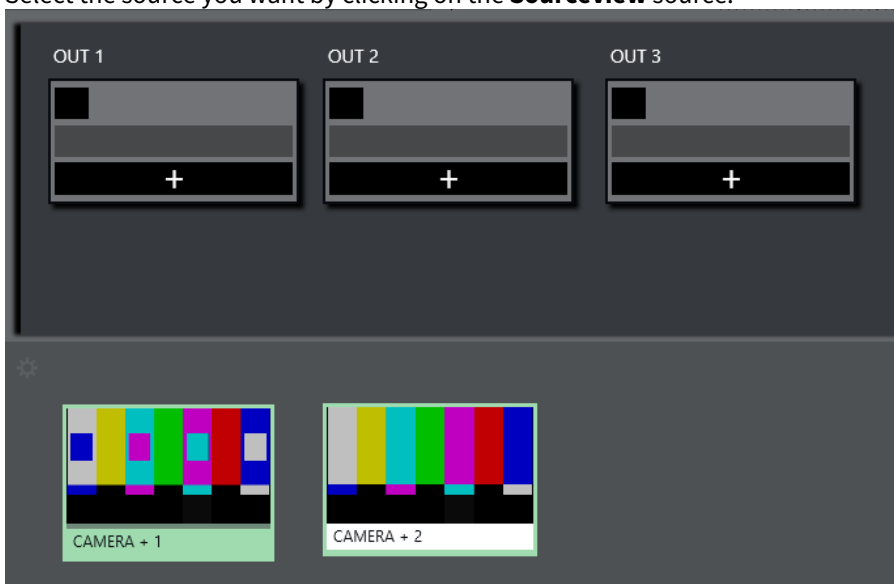 Select the source you want by clicking on the SourceView source.
OUT 1
OUT 2
OUT 3
+
+
+
CAMERA + 1
CAMERA + 2